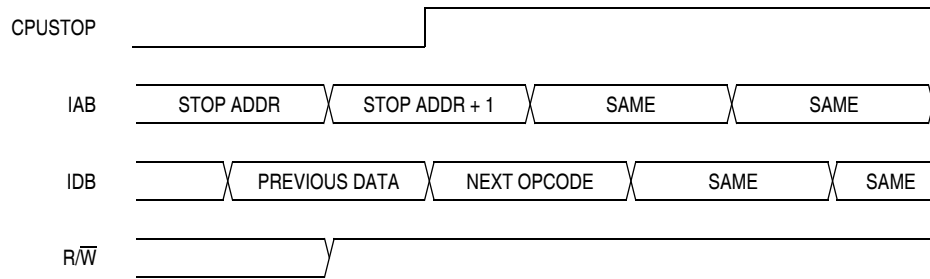 CPUSTOP
IAB STOP ADDR STOP ADDR + 1 SAME SAME
IDB PREVIOUS DATA NEXT OPCODE SAME SAME
R/W̅